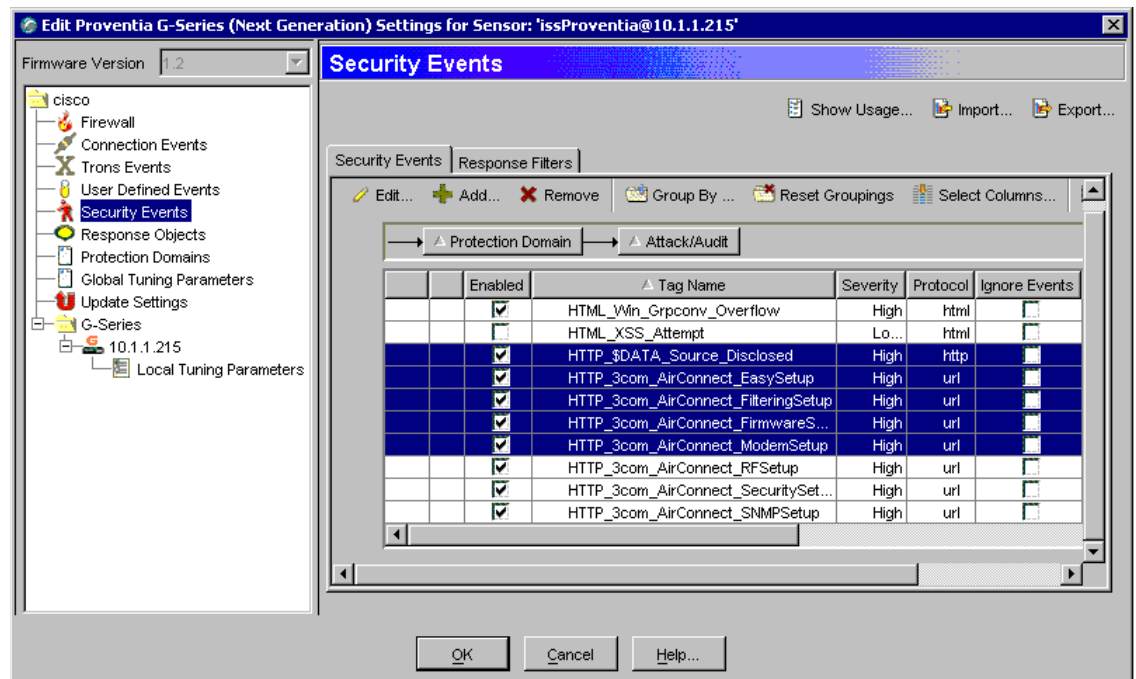 Edit Proventia G-Series (Next Generation) Settings for Sensor: 'issProventia@10.1.1.215'
Firmware Version 1.2
cisco
Firewall
Connection Events
Trons Events
User Defined Events
Security Events
Response Objects
Protection Domains
Global Tuning Parameters
Update Settings
G-Series
10.1.1.215
Local Tuning Parameters
Security Events
Show Usage... Import... Export...
Security Events Response Filters
Edit... Add... Remove Group By ... Reset Groupings Select Columns...
Protection Domain Attack/Audit
Enabled Tag Name Severity Protocol Ignore Events
HTML_Win_Grpconv_Overflow High html
HTML_XSS_Attempt Lo... html
HTTP_$DATA_Source_Disclosed High http
HTTP_3com_AirConnect_EasySetup High url
HTTP_3com_AirConnect_FilteringSetup High url
HTTP_3com_AirConnect_FirmwareS... High url
HTTP_3com_AirConnect_ModemSetup High url
HTTP_3com_AirConnect_RFSetup High url
HTTP_3com_AirConnect_SecuritySet... High url
HTTP_3com_AirConnect_SNMPSetup High url
OK Cancel Help...